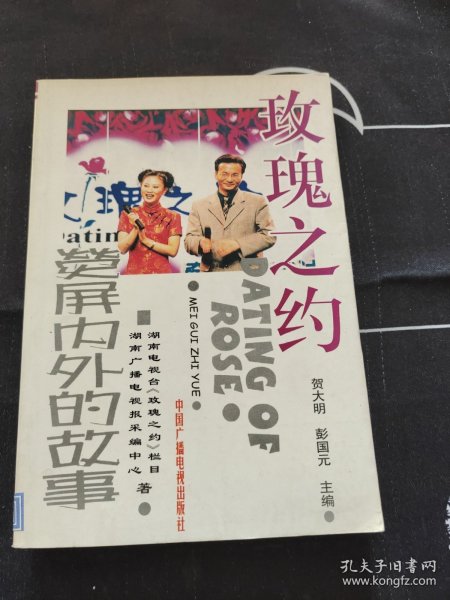 玫瑰之约
DATING OF
ROSE
MEI GUI ZHI YUE
瑰之
Datin
荧屏内外的故事
湖南电视台《玫瑰之约》栏目
湖南广播电视报采编中心
著
贺大明 彭国元 主编
中国广播电视出版社
孔夫子旧书网
www.kongfz.com